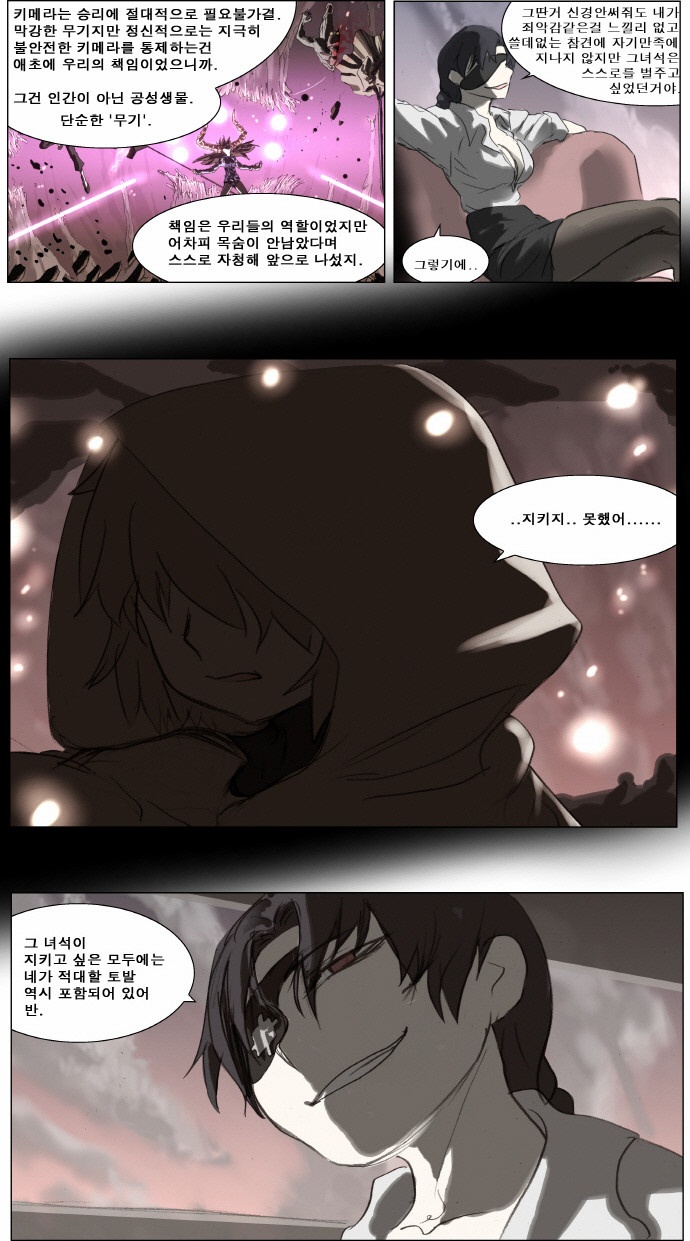 키메라는 승리에 절대적으로 필요불가결.
막강한 무기지만 정신적으로는 지극히
불안전한 키메라를 통제하는건
애초에 우리의 책임이었으니까.
그건 인간이 아닌 공성생물.
단순한 '무기'.
책임은 우리들의 역할이었지만
어차피 목숨이 안남았다며
스스로 자청해 앞으로 나섰지.
그딴거 신경안써줘도 내가
죄악감같은걸 느낄리 없고
쓸데없는 참견에 자기만족에
지나지 않지만 그녀석은
스스로를 벌주고
싶었던거야.
그렇기에..
..지키지.. 못했어......
그 녀석이
지키고 싶은 모두에는
네가 적대할 토발
역시 포함되어 있어
반.